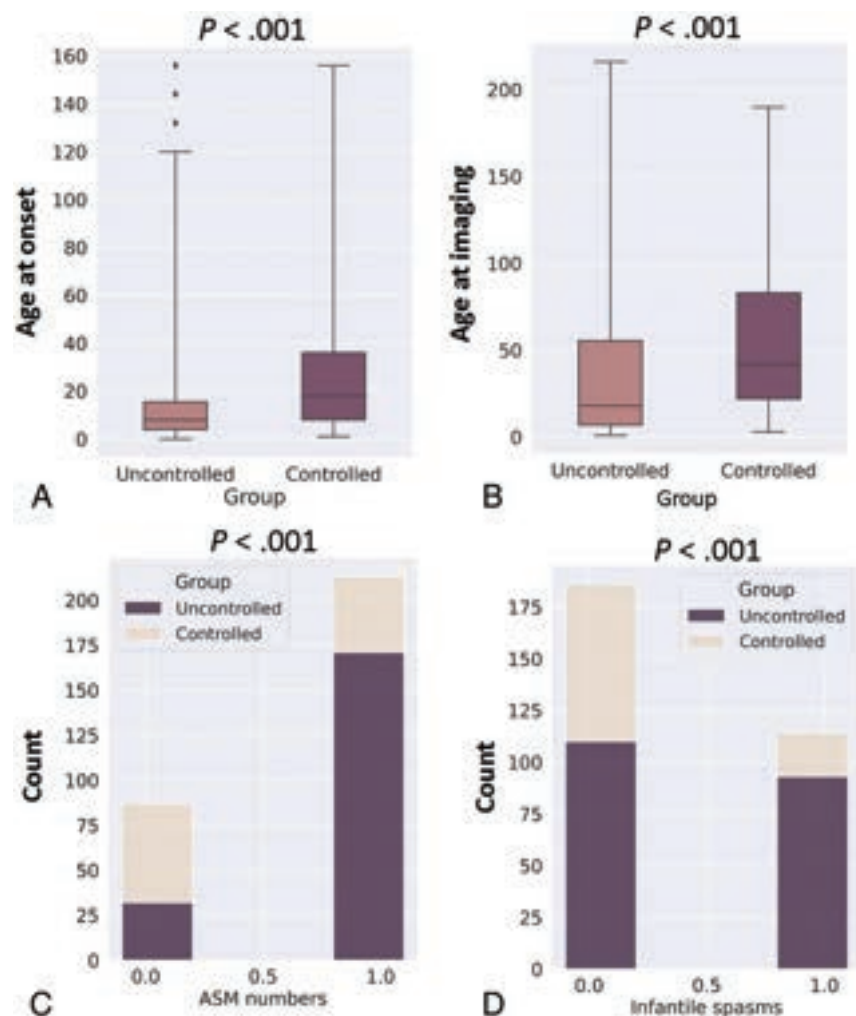 P < .001
Age at onset
160
140
120
100
80
60
40
20
0
Uncontrolled Controlled
Group
A
P < .001
Age at imaging
200
150
100
50
0
Uncontrolled Controlled
Group
B
P < .001
Count
200
175
150
125
100
75
50
25
0
Group
Uncontrolled
Controlled
0.0 0.5 1.0
ASM numbers
C
P < .001
Count
175
150
125
100
75
50
25
0
Group
Uncontrolled
Controlled
0.0 0.5 1.0
Infantile spasms
D